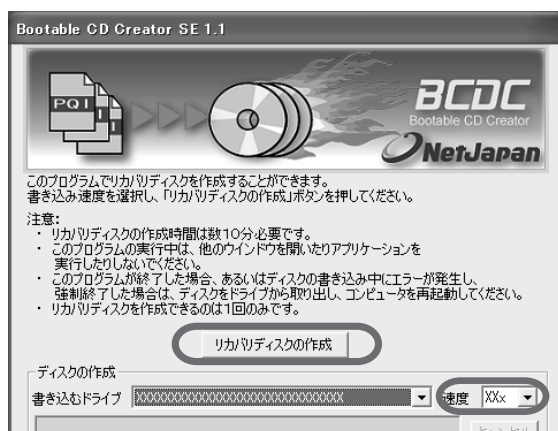 Bootable CD Creator SE 1.1
PQI
BCDC
Bootable CD Creator
NetJapan
このプログラムでリカバリディスクを作成することができます。
書き込み速度を選択し、「リカバリディスクの作成」ボタンを押してください。
注意:
・ リカバリディスクの作成時間は数10分必要です。
・ このプログラムの実行中は、他のウインドウを開いたりアプリケーションを
実行したりしないでください。
・ このプログラムが終了した場合、あるいはディスクの書き込み中にエラーが発生し、
強制終了した場合は、ディスクをドライブから取り出し、コンピュータを再起動してください。
・ リカバリディスクを作成できるのは1回のみです。
リカバリディスクの作成
ディスクの作成
書き込むドライブ XXXXXXXXXXXXXXXXXXXXXXXXXXXXXX 速度 XXx